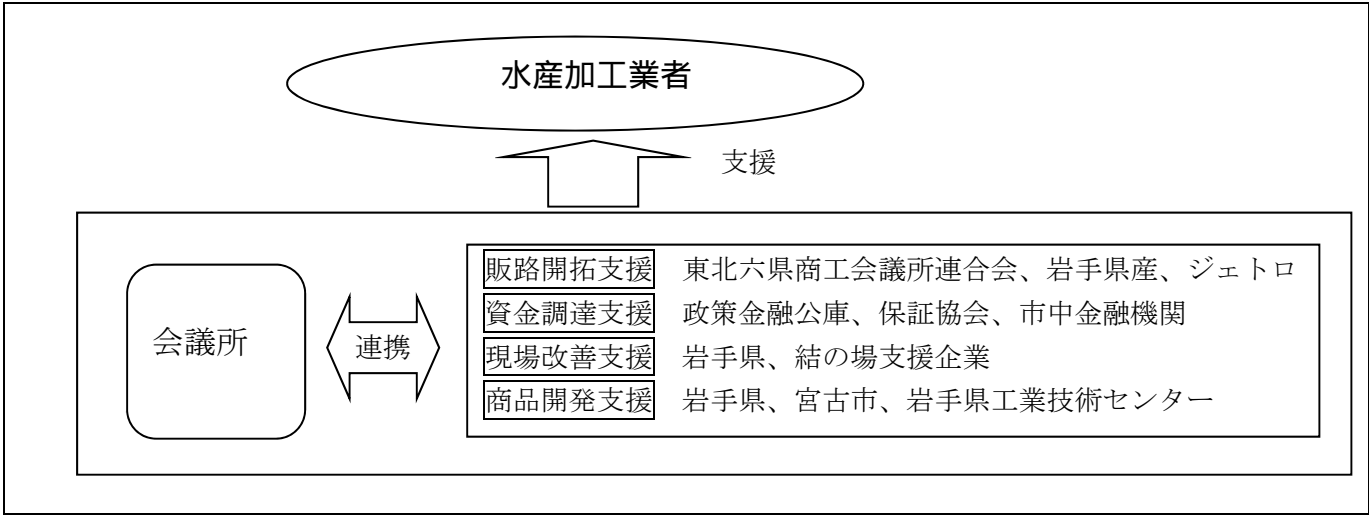 水産加工業者
支援
会議所
連携
販路開拓支援 東北六県商工会議所連合会、岩手県産、ジェトロ
資金調達支援 政策金融公庫、保証協会、市中金融機関
現場改善支援 岩手県、結の場支援企業
商品開発支援 岩手県、宮古市、岩手県工業技術センター